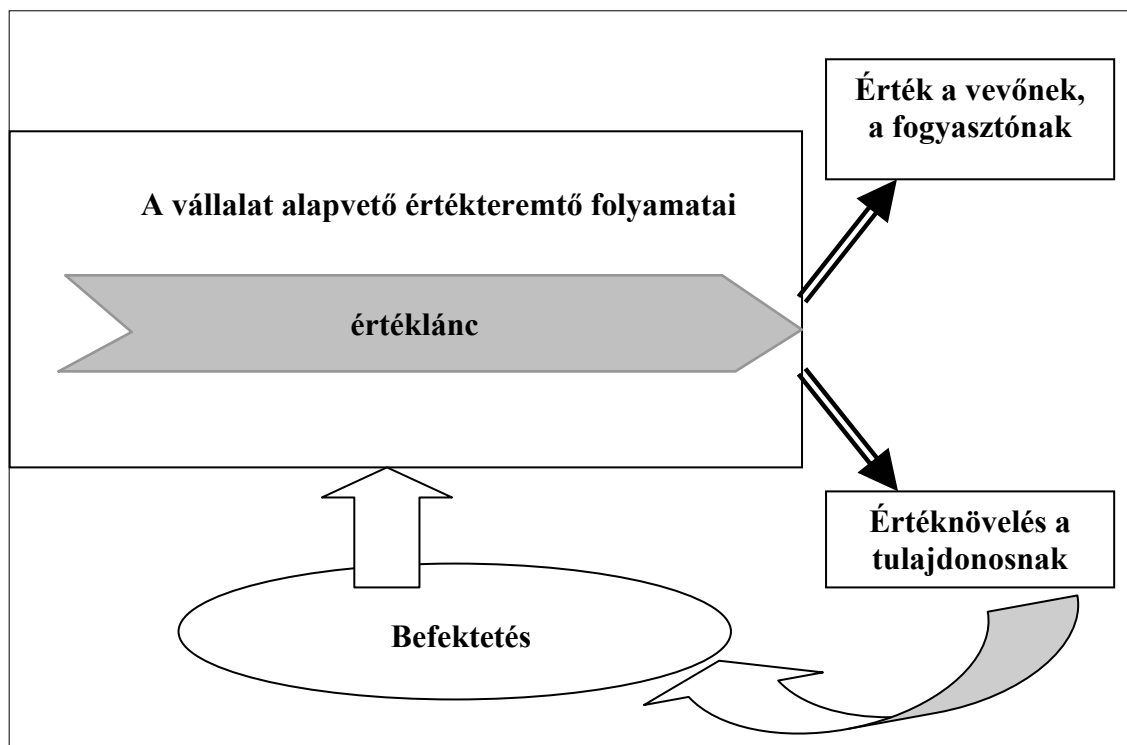 Érték a vevőnek,
a fogyasztónak
A vállalat alapvető értékteremtő folyamatai
értéklánc
Értéknövelés a
tulajdonosnak
Befektetés